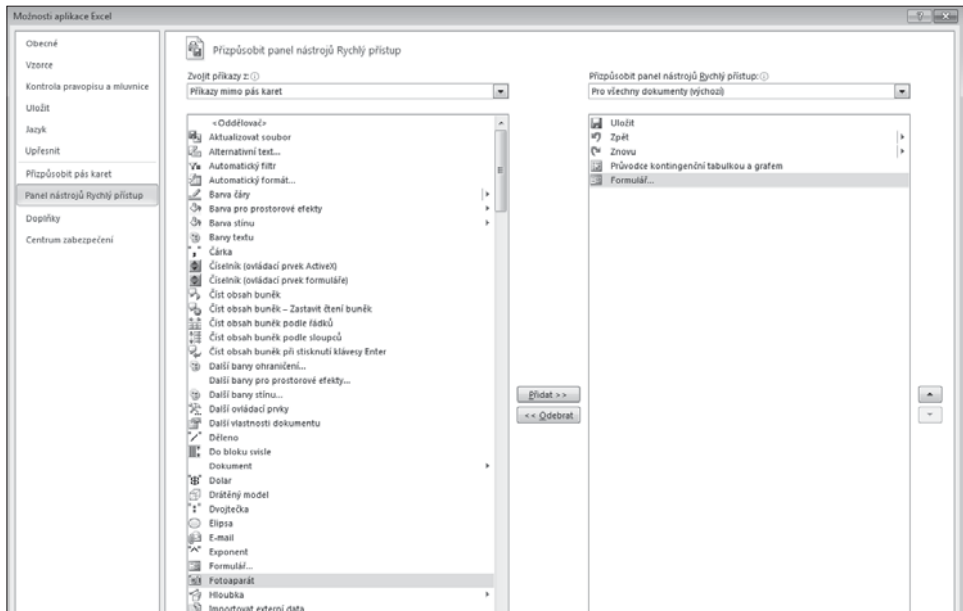 Možnosti aplikace Excel
Obecné
Vzorce
Kontrola pravopisu a mluvnice
Uložit
Jazyk
Upřesnit
Přizpůsobit pás karet
Panel nástrojů Rychlý přístup
Doplňky
Centrum zabezpečení
Přizpůsobit panel nástrojů Rychlý přístup
Zvolit příkazy z:
Příkazy mimo pás karet
<Oddělovač>
Aktualizovat soubor
Alternativní text...
Automatický filtr
Automatický formát...
Barva čáry
Barva pro prostorové efekty
Barva stínu
Barvy textu
Čárka
Číselník (ovládací prvek ActiveX)
Číselník (ovládací prvek formuláře)
Číst obsah buněk
Číst obsah buněk – Zastavit čtení buněk
Číst obsah buněk podle řádků
Číst obsah buněk podle sloupců
Číst obsah buněk při stisknutí klávesy Enter
Další barvy ohraničení...
Další barvy pro prostorové efekty...
Další barvy stínu...
Další ovládací prvky
Další vlastnosti dokumentu
Děleno
Do bloku svisle
Dokument
Dolar
Drátěný model
Dvojtečka
Elipsa
E-mail
Exponent
Formulář...
Fotoaparát
Hloubka
Importovat externí data
Přidat >>
<< Odebrat
Přizpůsobit panel nástrojů Rychlý přístup:
Pro všechny dokumenty (výchozí)
Uložit
Zpět
Znovu
Průvodce kontingenční tabulkou a grafem
Formulář...